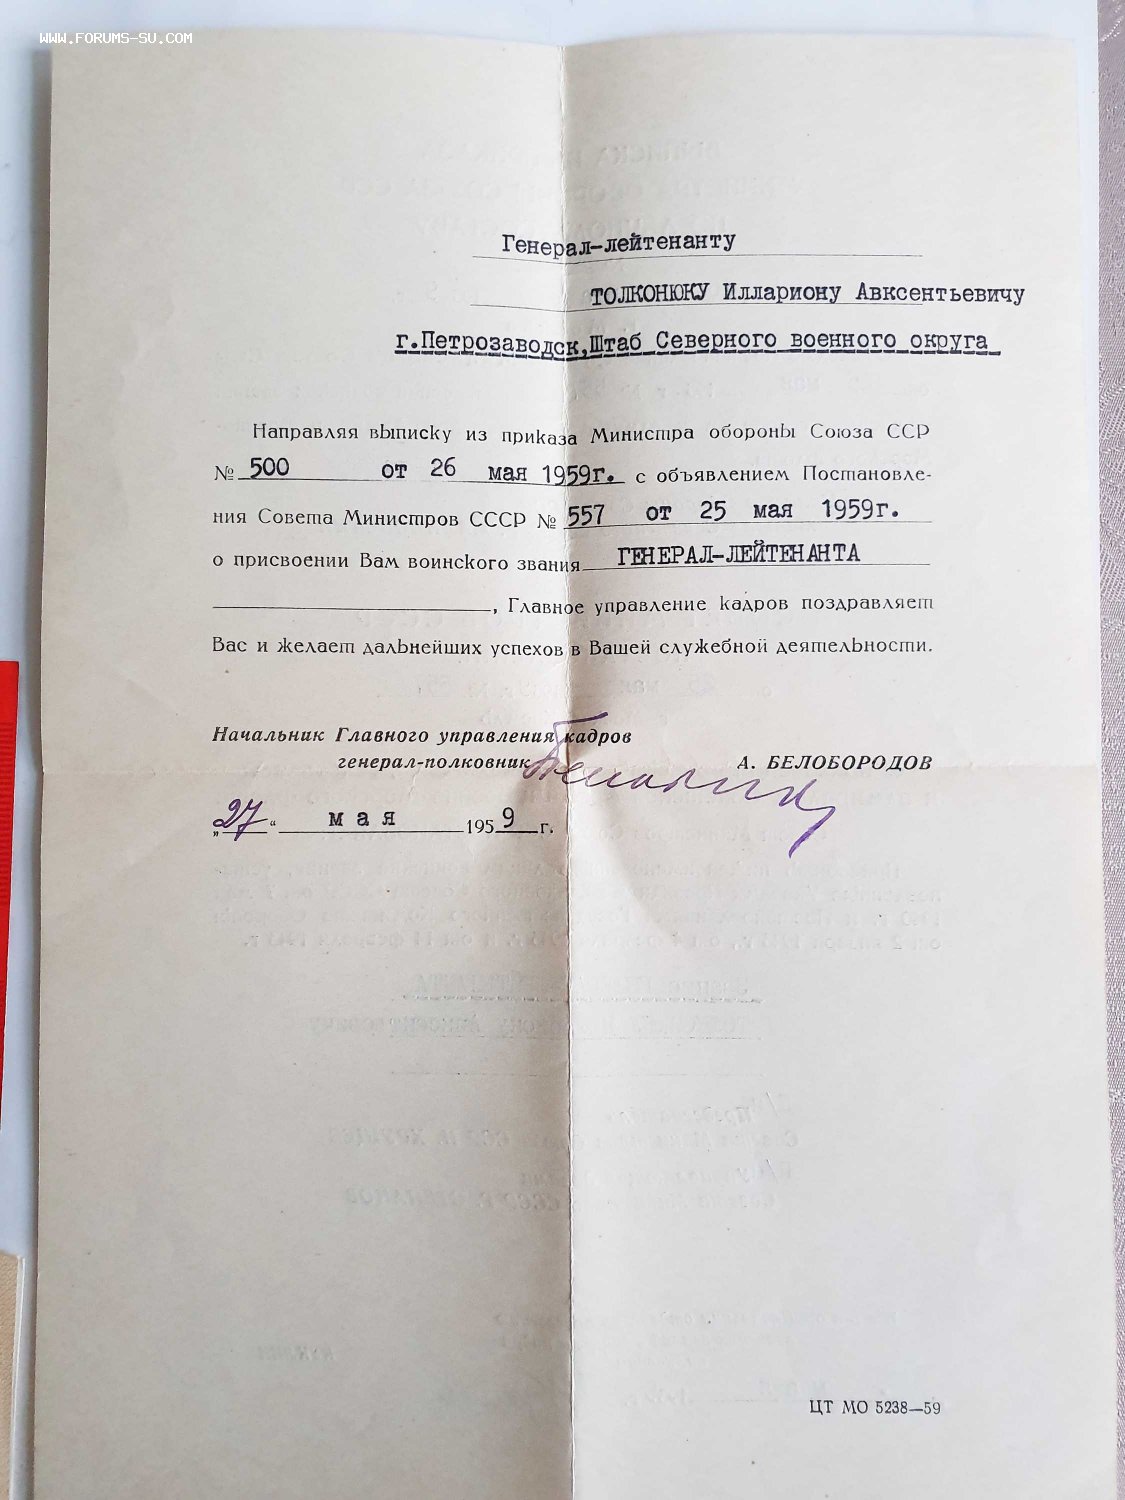 WWW.FORUMS-SU.COM
Генерал-лейтенанту
ТОЛКОНЮКУ Иллариону Авксентьевичу
г.Петрозаводск,Штаб Северного военного округа
Направляя выписку из приказа Министра обороны Союза ССР
№ 500 от 26 мая 1959г. с объявлением Постановле-
ния Совета Министров СССР № 557 от 25 мая 1959г.
о присвоении Вам воинского звания ГЕНЕРАЛ-ЛЕЙТЕНАНТА
, Главное управление кадров поздравляет
Вас и желает дальнейших успехов в Вашей служебной деятельности.
Начальник Главного управления кадров
генерал-полковник А. БЕЛОБОРОДОВ
„27“ мая 1959 г.
ЦТ МО 5238—59